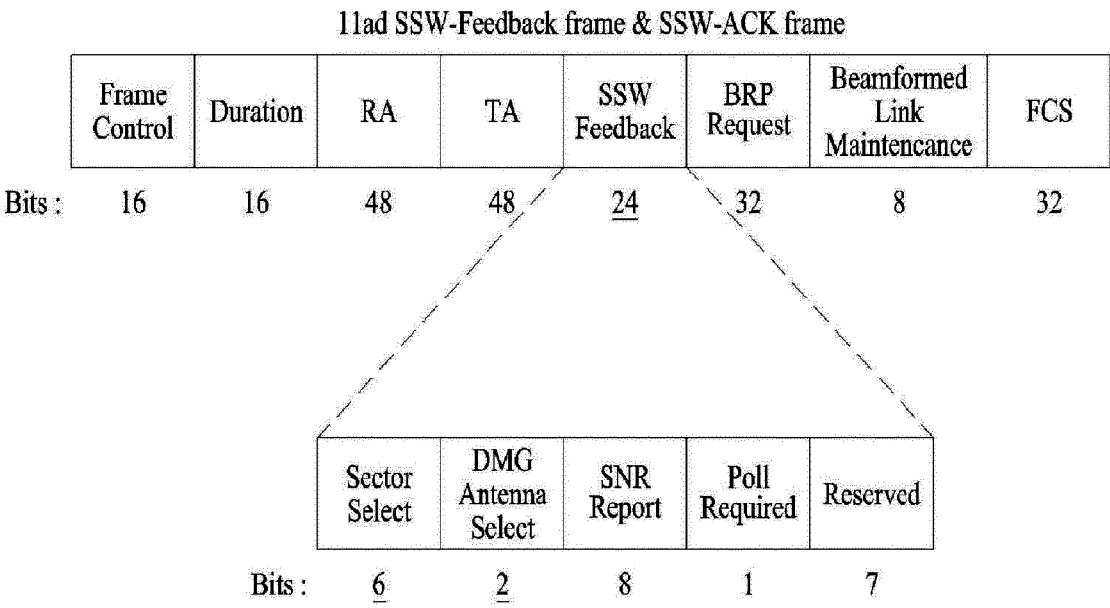 11ad SSW-Feedback frame & SSW-ACK frame
Frame Control
Duration
RA
TA
SSW Feedback
BRP Request
Beamformed Link Maintencance
FCS
Bits : 16 16 48 48 24 32 8 32
Sector Select
DMG Antenna Select
SNR Report
Poll Required
Reserved
Bits : 6 2 8 1 7